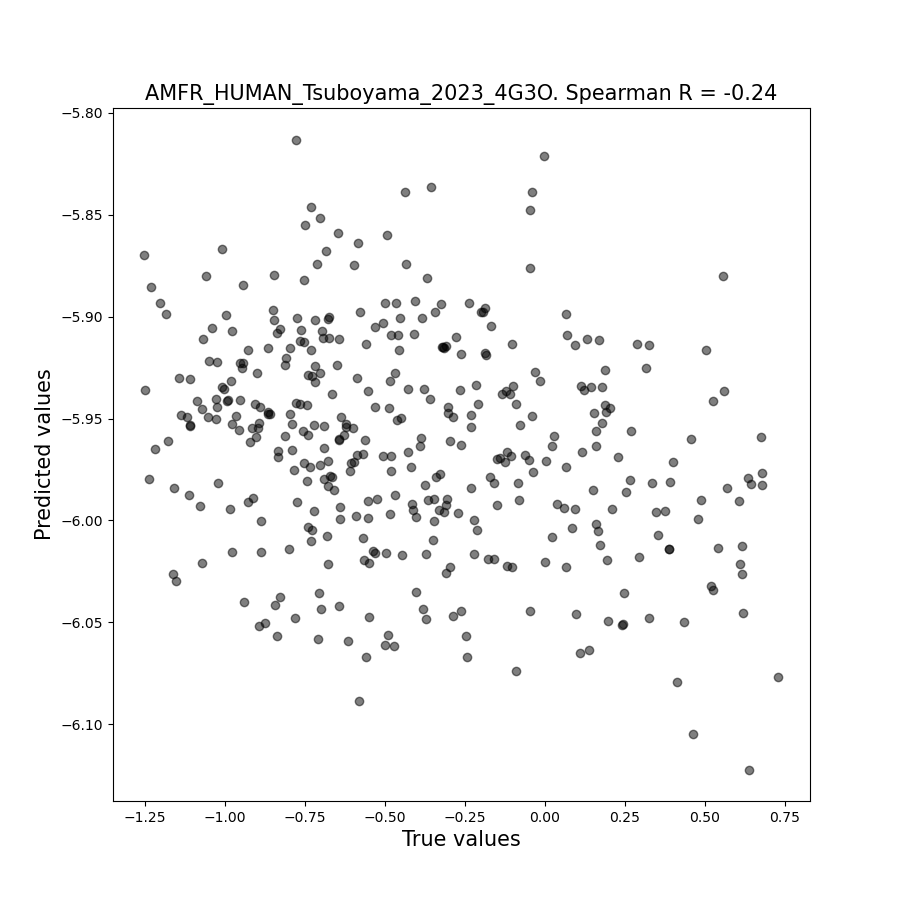 AMFR_HUMAN_Tsuboyama_2023_4G3O. Spearman R = -0.24
Predicted values
−5.80
−5.85
−5.90
−5.95
−6.00
−6.05
−6.10
−1.25 −1.00 −0.75 −0.50 −0.25 0.00 0.25 0.50 0.75
True values